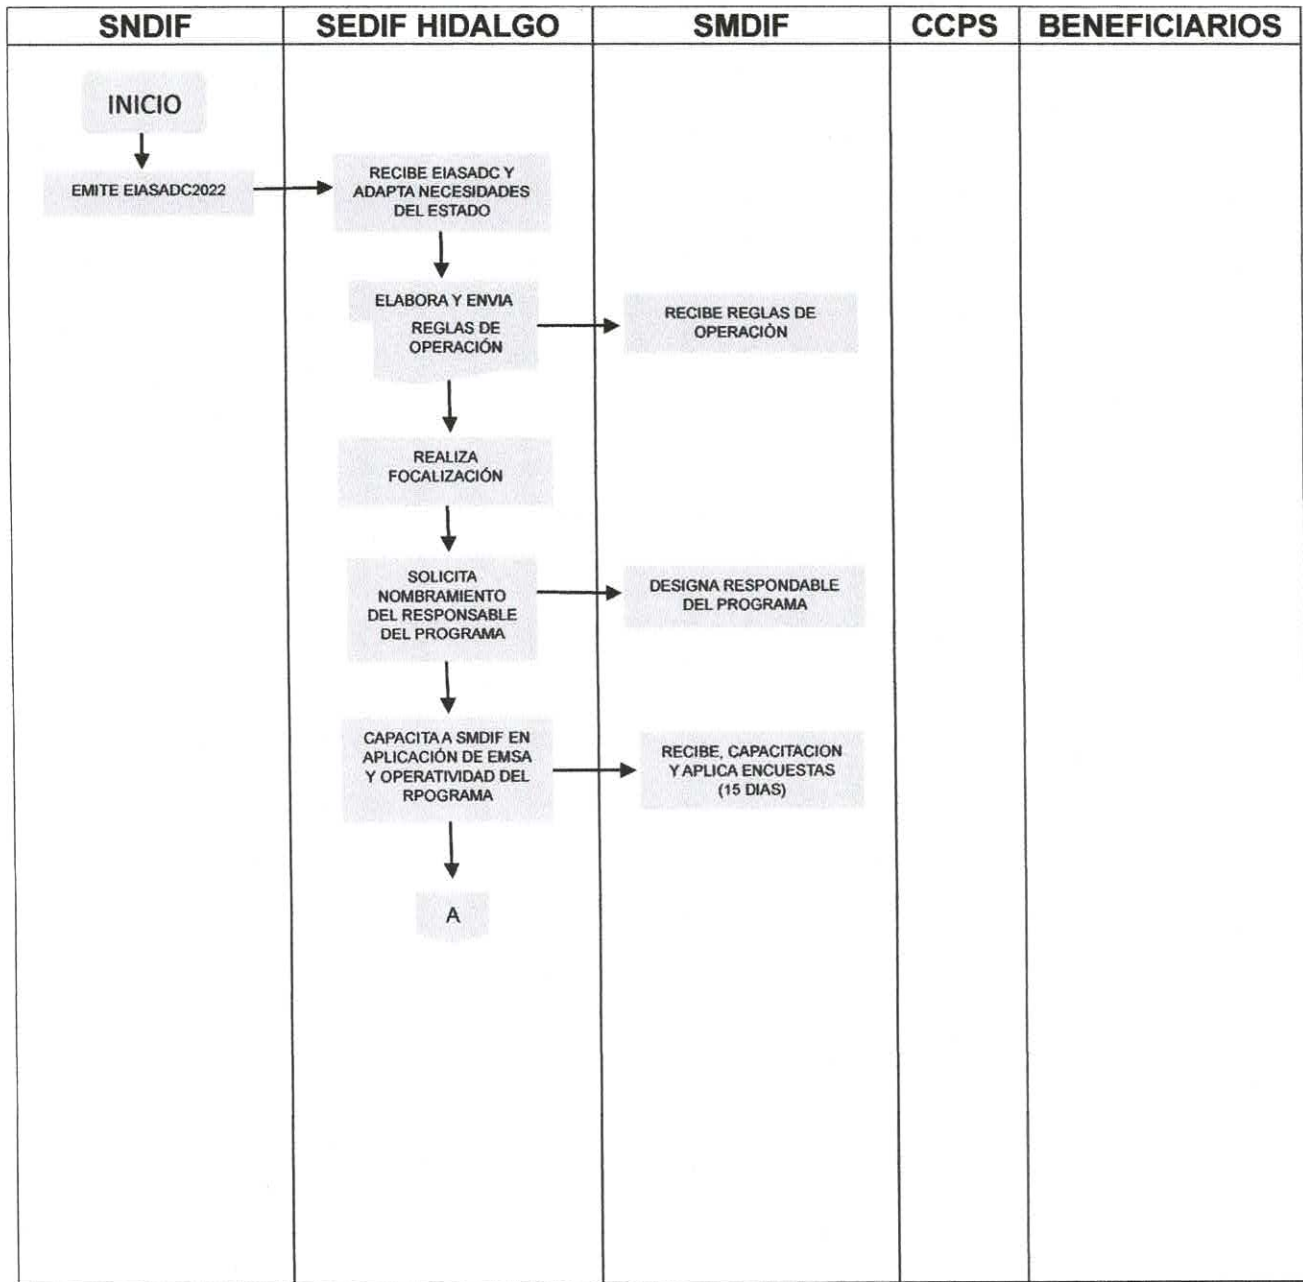 SNDIF
SEDIF HIDALGO
SMDIF
CCPS
BENEFICIARIOS
INICIO
EMITE EIASADC2022
RECIBE EIASADC Y
ADAPTA NECESIDADES
DEL ESTADO
ELABORA Y ENVIA
REGLAS DE
OPERACIÓN
RECIBE REGLAS DE
OPERACIÒN
REALIZA
FOCALIZACIÓN
SOLICITA
NOMBRAMIENTO
DEL RESPONSABLE
DEL PROGRAMA
DESIGNA RESPONDABLE
DEL PROGRAMA
CAPACITA A SMDIF EN
APLICACIÓN DE EMSA
Y OPERATIVIDAD DEL
RPOGRAMA
RECIBE, CAPACITACION
Y APLICA ENCUESTAS
(15 DIAS)
A